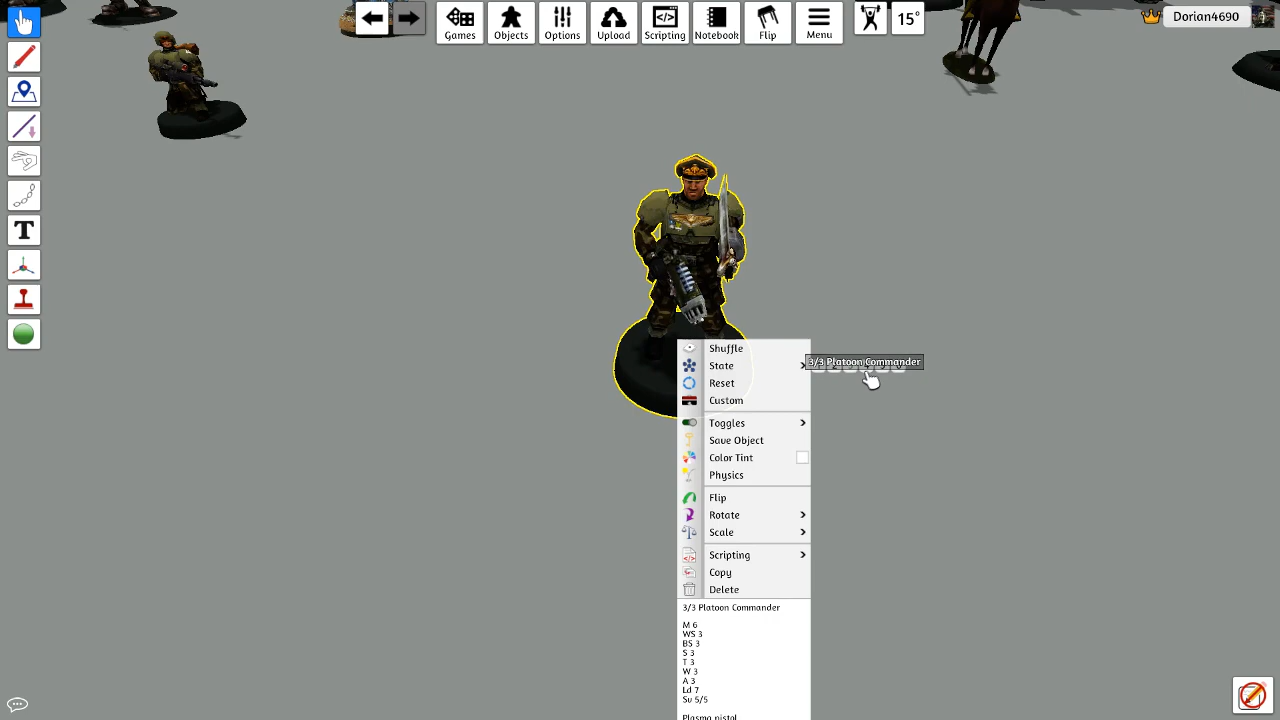 Games
Objects
Options
Upload
Scripting
Notebook
Flip
Menu
15°
Dorian4690
T
Shuffle
State
3/3 Platoon Commander
Reset
Custom
Toggles
Save Object
Color Tint
Physics
Flip
Rotate
Scale
Scripting
Copy
Delete
3/3 Platoon Commander
M 6
WS 3
BS 3
S 3
T 3
W 3
A 3
Ld 7
Sv 5/5
Plasma pistol